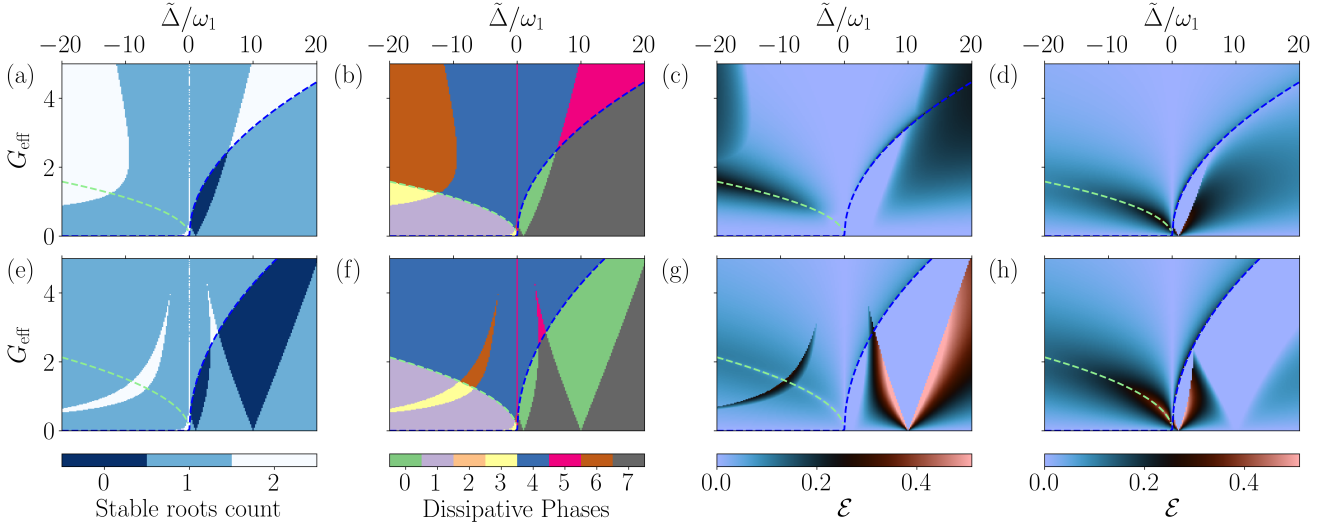 Δ̃/ω₁ Δ̃/ω₁ Δ̃/ω₁ Δ̃/ω₁
−20 −10 0 10 20 −20 −10 0 10 20 −20 −10 0 10 20 −20 −10 0 10 20
(a) (b) (c) (d)
4
G_eff 2
0
(e) (f) (g) (h)
4
G_eff 2
0
0 1 2 0 1 2 3 4 5 6 7 0.0 0.2 0.4 0.0 0.2 0.4
Stable roots count Dissipative Phases ℰ ℰ